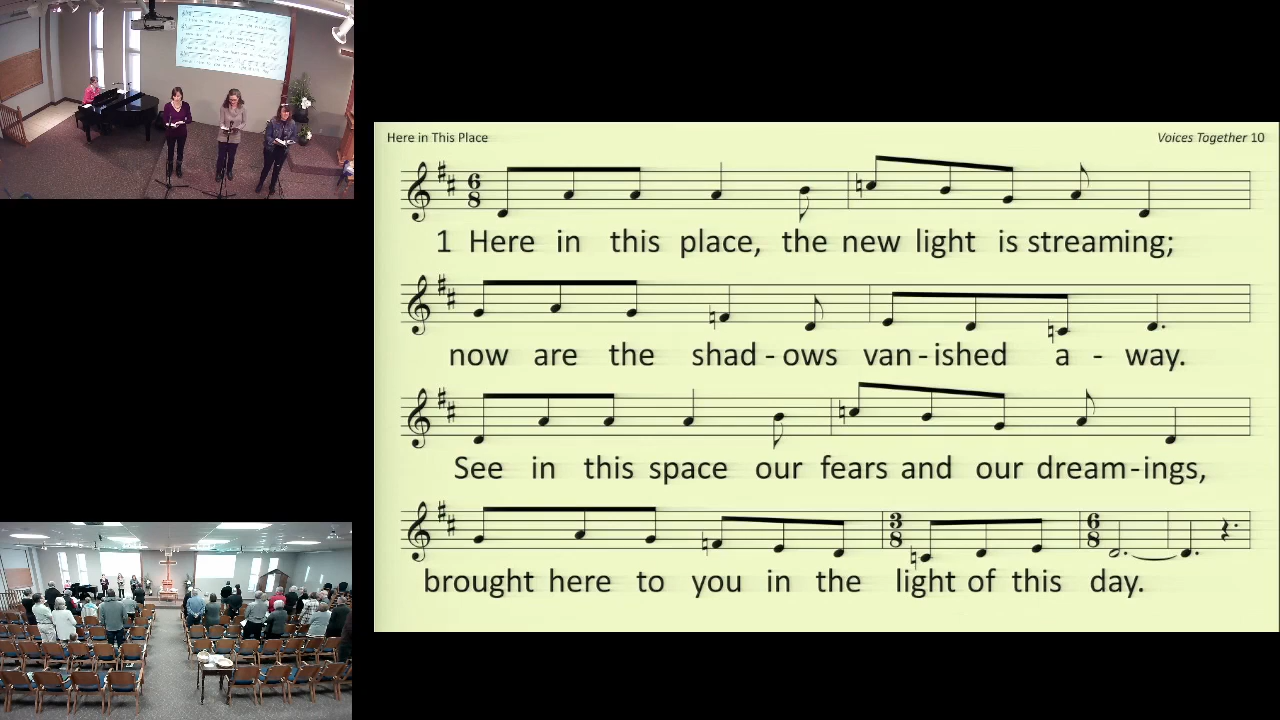 Here in This Place
Voices Together 10
1 Here in this place, the new light is streaming;
now are the shad - ows van - ished a - way.
See in this space our fears and our dream - ings,
brought here to you in the light of this day.